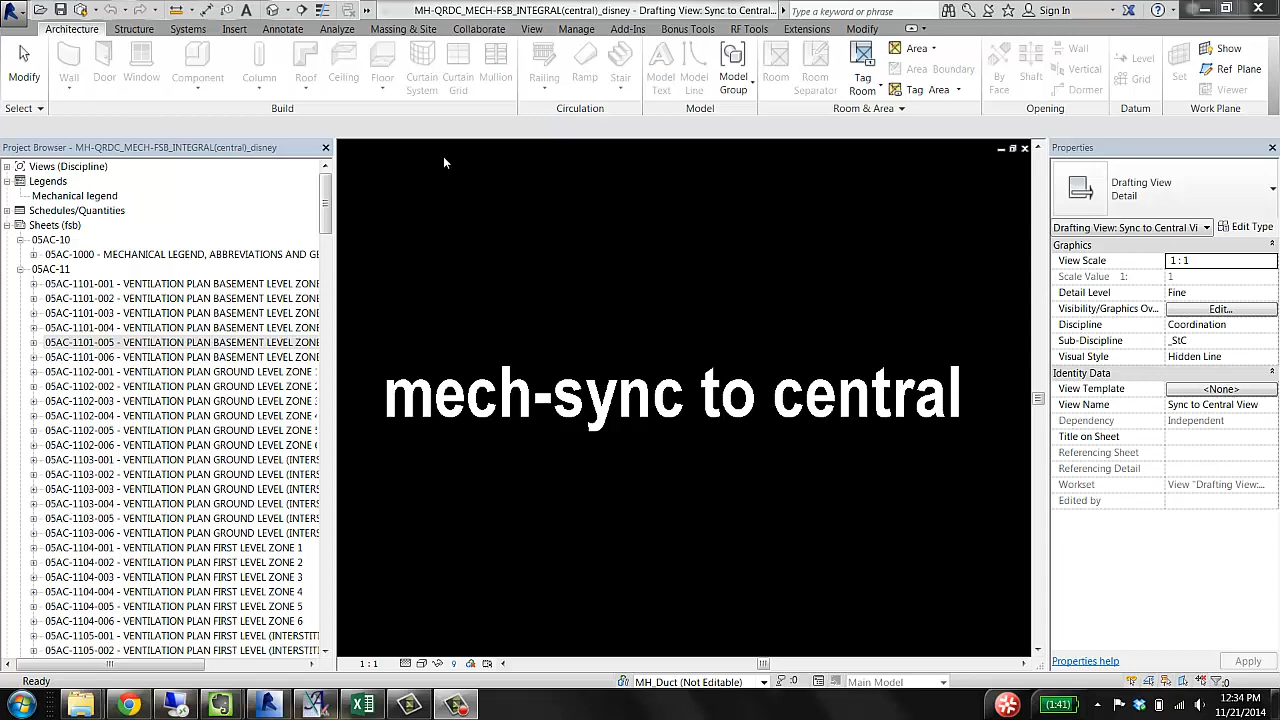 MH-QRDC_MECH-FSB_INTEGRAL(central)_disney - Drafting View: Sync to Central...
Type a keyword or phrase
Sign In
Architecture Structure Systems Insert Annotate Analyze Massing & Site Collaborate View Manage Add-Ins Bonus Tools RF Tools Extensions Modify
Modify Wall Door Window Component Column Roof Ceiling Floor Curtain System Curtain Grid Mullion Railing Ramp Stair Model Text Model Line Model Group Room Room Separator Tag Room Area Area Boundary Tag Area By Face Shaft Wall Vertical Dormer Level Grid Set Show Ref Plane Viewer
Select Build Circulation Model Room & Area Opening Datum Work Plane
Project Browser - MH-QRDC_MECH-FSB_INTEGRAL(central)_disney
Views (Discipline)
Legends
Mechanical legend
Schedules/Quantities
Sheets (fsb)
05AC-10
05AC-1000 - MECHANICAL LEGEND, ABBREVIATIONS AND GE
05AC-11
05AC-1101-001 - VENTILATION PLAN BASEMENT LEVEL ZONE
05AC-1101-002 - VENTILATION PLAN BASEMENT LEVEL ZONE
05AC-1101-003 - VENTILATION PLAN BASEMENT LEVEL ZONE
05AC-1101-004 - VENTILATION PLAN BASEMENT LEVEL ZONE
05AC-1101-005 - VENTILATION PLAN BASEMENT LEVEL ZONE
05AC-1101-006 - VENTILATION PLAN BASEMENT LEVEL ZONE
05AC-1102-001 - VENTILATION PLAN GROUND LEVEL ZONE
05AC-1102-002 - VENTILATION PLAN GROUND LEVEL ZONE
05AC-1102-003 - VENTILATION PLAN GROUND LEVEL ZONE
05AC-1102-004 - VENTILATION PLAN GROUND LEVEL ZONE
05AC-1102-005 - VENTILATION PLAN GROUND LEVEL ZONE
05AC-1102-006 - VENTILATION PLAN GROUND LEVEL ZONE
05AC-1103-001 - VENTILATION PLAN GROUND LEVEL (INTERS
05AC-1103-002 - VENTILATION PLAN GROUND LEVEL (INTERS
05AC-1103-003 - VENTILATION PLAN GROUND LEVEL (INTERS
05AC-1103-004 - VENTILATION PLAN GROUND LEVEL (INTERS
05AC-1103-005 - VENTILATION PLAN GROUND LEVEL (INTERS
05AC-1103-006 - VENTILATION PLAN GROUND LEVEL (INTERS
05AC-1104-001 - VENTILATION PLAN FIRST LEVEL ZONE 1
05AC-1104-002 - VENTILATION PLAN FIRST LEVEL ZONE 2
05AC-1104-003 - VENTILATION PLAN FIRST LEVEL ZONE 3
05AC-1104-004 - VENTILATION PLAN FIRST LEVEL ZONE 4
05AC-1104-005 - VENTILATION PLAN FIRST LEVEL ZONE 5
05AC-1104-006 - VENTILATION PLAN FIRST LEVEL ZONE 6
05AC-1105-001 - VENTILATION PLAN FIRST LEVEL (INTERSTITI
05AC-1105-002 - VENTILATION PLAN FIRST LEVEL (INTERSTITI
mech-sync to central
1 : 1
Properties
Drafting View
Detail
Drafting View: Sync to Central Vi Edit Type
Graphics
View Scale 1 : 1
Scale Value 1: 1
Detail Level Fine
Visibility/Graphics Ov... Edit...
Discipline Coordination
Sub-Discipline _StC
Visual Style Hidden Line
Identity Data
View Template <None>
View Name Sync to Central View
Dependency Independent
Title on Sheet
Referencing Sheet
Referencing Detail
Workset View "Drafting View:...
Edited by
Properties help Apply
Ready MH_Duct (Not Editable) :0 Main Model :0
(1:41) 12:34 PM
11/21/2014